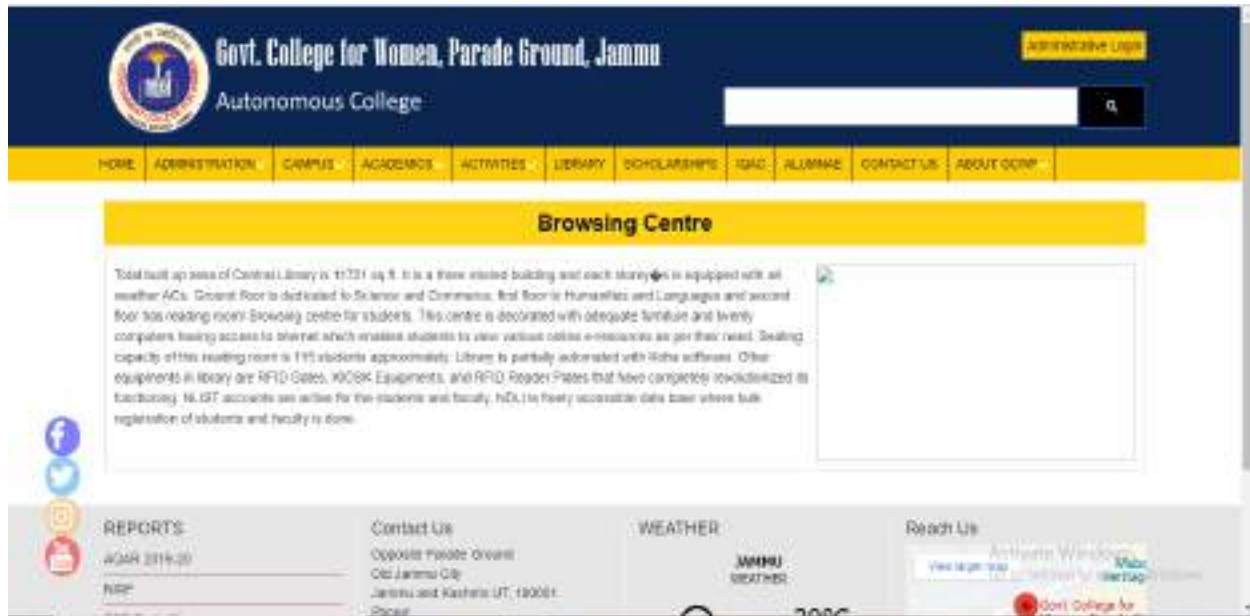 Govt. College for Women, Parade Ground, Jammu
Administrative Login
Autonomous College
HOME ADMINISTRATION CAMPUS ACADEMICS ACTIVITIES LIBRARY SCHOLARSHIPS IQAC ALUMNAE CONTACT US ABOUT GCWP
Browsing Centre
Total built up area of Central Library is 11731 sq.ft. It is a three storied building and each storey�s is equipped with all
weather ACs. Ground floor is dedicated to Science and Commerce, first floor to Humanities and Languages and second
floor has reading room/ Browsing centre for students. This centre is decorated with adequate furniture and twenty
computers having access to internet which enables students to view various online e-resources as per their need. Seating
capacity of this reading room is 115 students approximately. Library is partially automated with Koha software. Other
equipments in library are RFID Gates, KIOSK Equipments, and RFID Reader Plates that have completely revolutionized its
functioning. N-LIST accounts are active for the students and faculty. NDLI is freely accessible data base where bulk
registration of students and faculty is done.
REPORTS
AQAR 2019-20
NIRF
Contact Us
Opposite Parade Ground
Old Jammu City
Jammu and Kashmir UT, 180001
WEATHER
JAMMU
WEATHER
Reach Us
View larger map
Activate Windows
Govt. College for